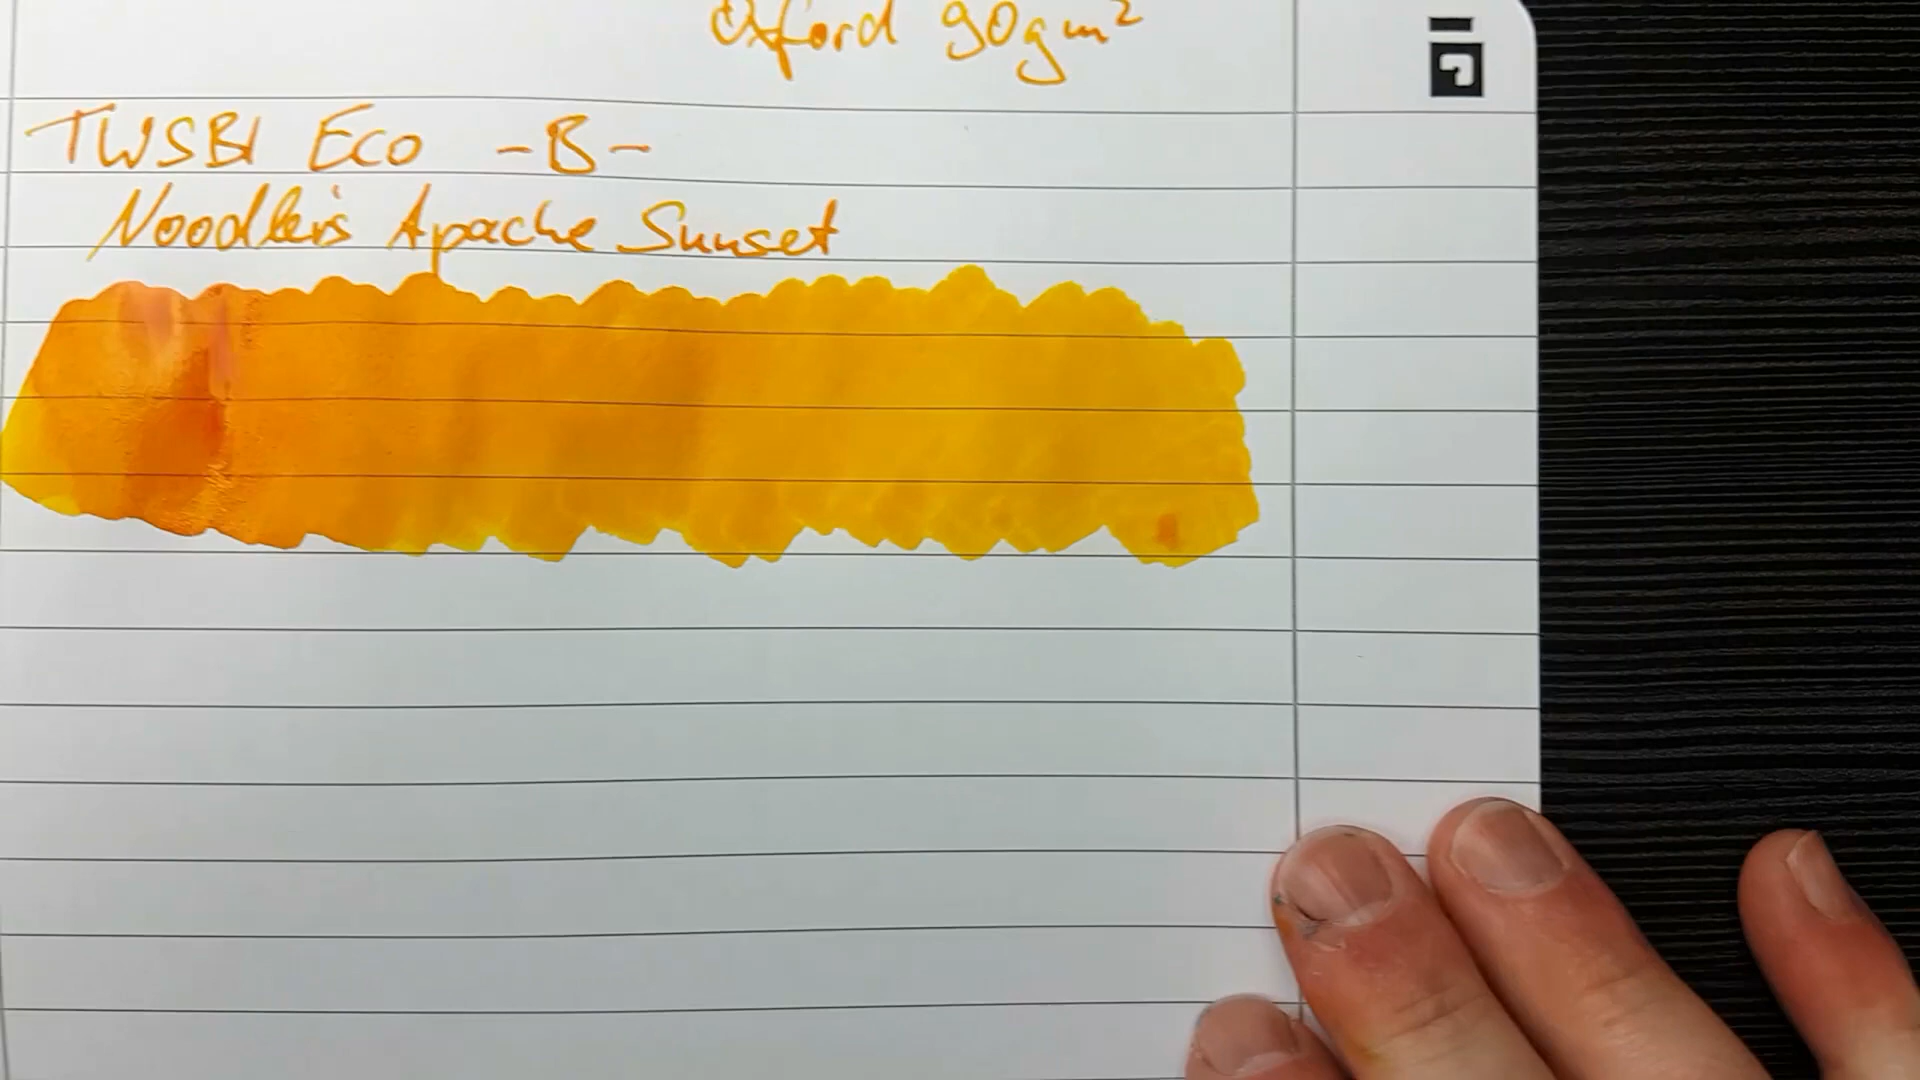 Oxford 90gm²
TWSBI Eco -B-
Noodler's Apache Sunset